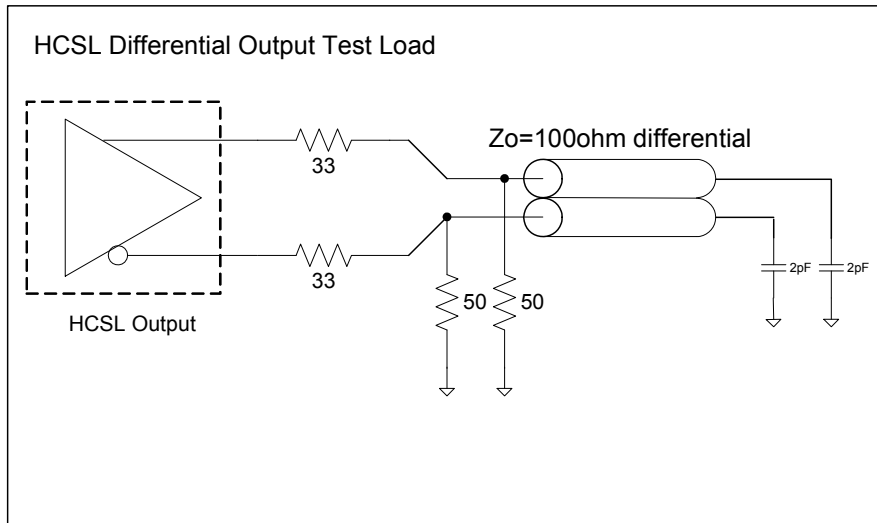 HCSL Differential Output Test Load
Zo=100ohm differential
33
33
2pF
2pF
50
50
HCSL Output